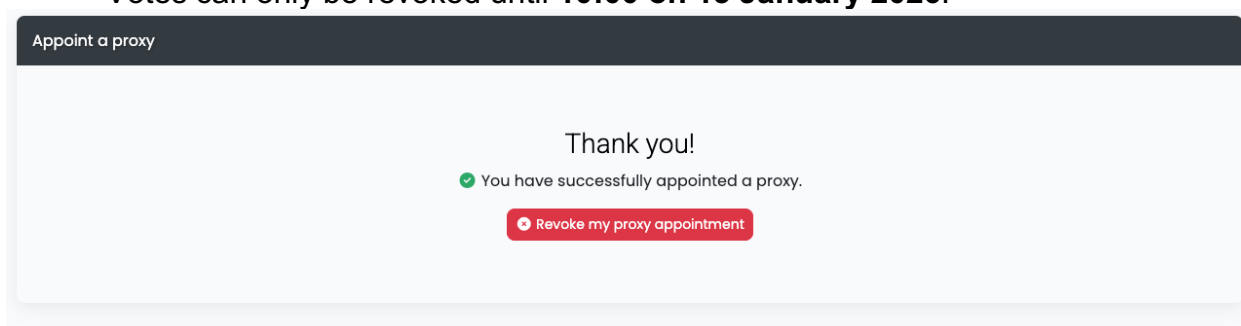 Votes can only be revoked until
Appoint a proxy
Thank you!
You have successfully appointed a proxy.
Revoke my proxy appointment